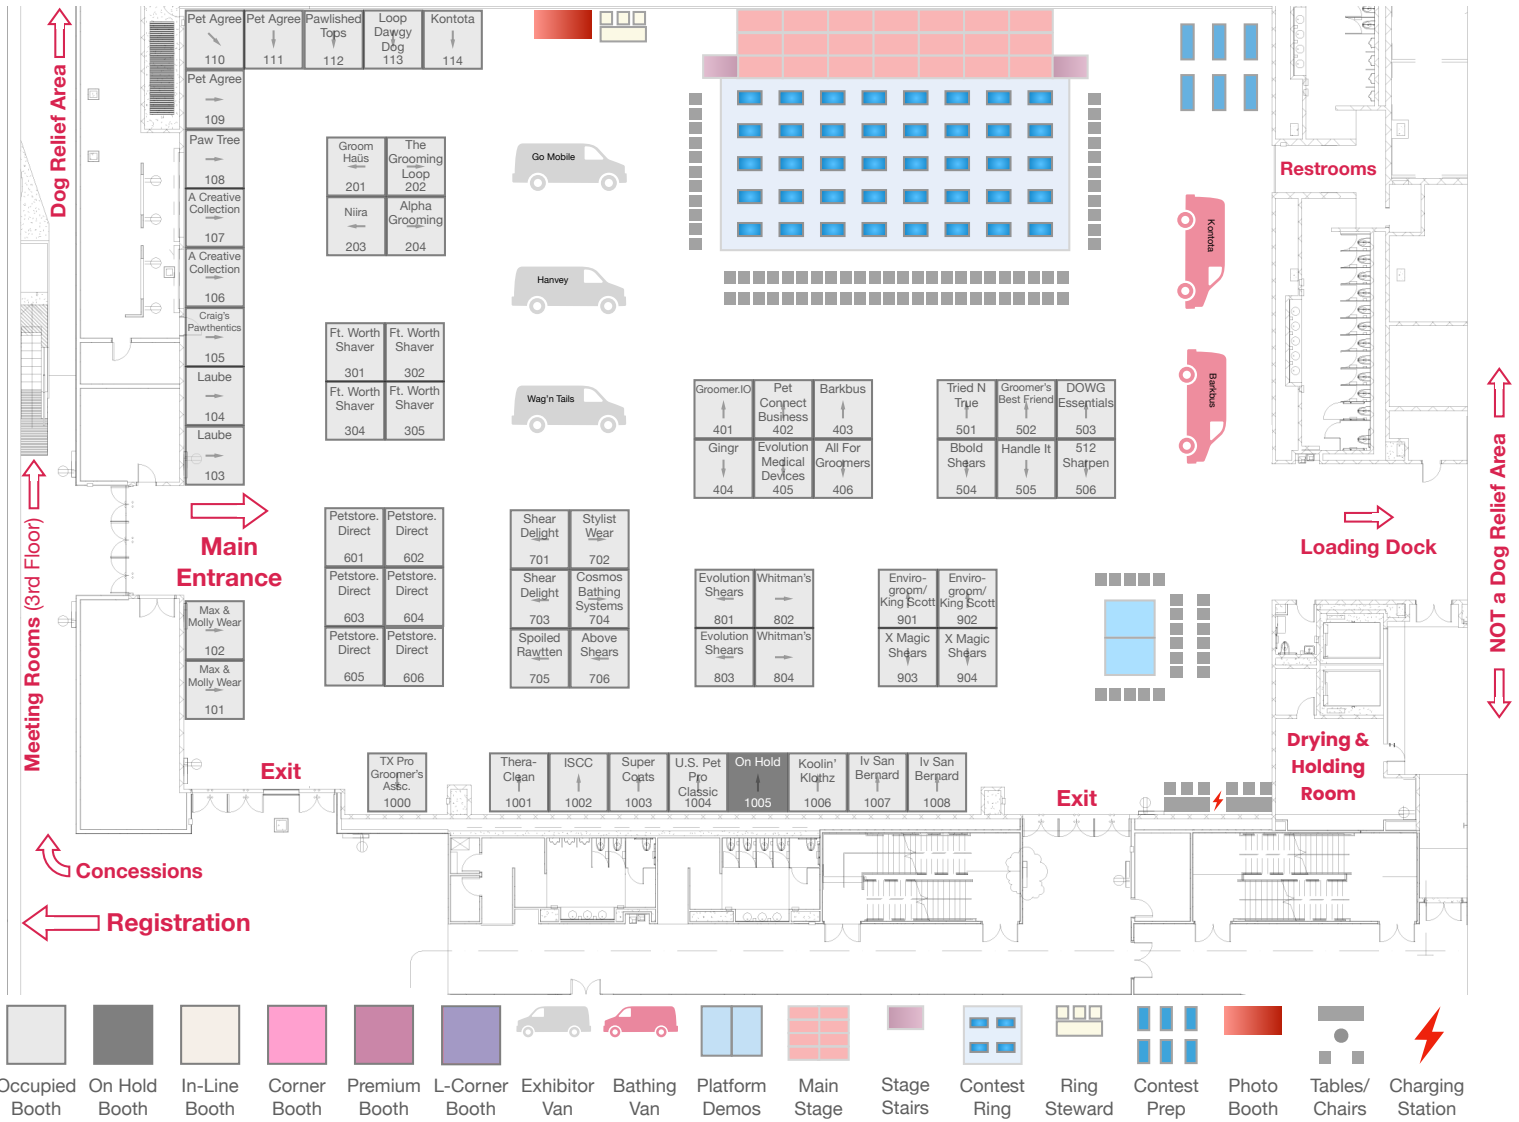 Pet Agree
110
Pet Agree
111
Pawlished
Tops
112
Loop
Dawgy
Dog
113
Kontota
114
Pet Agree
109
Paw Tree
108
A Creative
Collection
107
A Creative
Collection
106
Craig's
Pawthentics
105
Laube
104
Laube
103
Dog Relief Area
Groom
Haüs
201
The
Grooming
Loop
202
Niira
203
Alpha
Grooming
204
Go Mobile
Hanvey
Wag'n Tails
Ft. Worth
Shaver
301
Ft. Worth
Shaver
302
Ft. Worth
Shaver
304
Ft. Worth
Shaver
305
Restrooms
Kontota
Barkbus
Groomer.IO
401
Pet
Connect
Business
402
Barkbus
403
Gingr
404
Evolution
Medical
Devices
405
All For
Groomers
406
Tried N
True
501
Groomer's
Best Friend
502
DOWG
Essentials
503
Bbold
Shears
504
Handle It
505
512
Sharpen
506
NOT a Dog Relief Area
Meeting Rooms (3rd Floor)
Main
Entrance
Loading Dock
Petstore.
Direct
601
Petstore.
Direct
602
Petstore.
Direct
603
Petstore.
Direct
604
Petstore.
Direct
605
Petstore.
Direct
606
Shear
Delight
701
Stylist
Wear
702
Shear
Delight
703
Cosmos
Bathing
Systems
704
Spoiled
Rawtten
705
Above
Shears
706
Evolution
Shears
801
Whitman's
802
Evolution
Shears
803
Whitman's
804
Enviro-
groom/
King Scott
901
Enviro-
groom/
King Scott
902
X Magic
Shears
903
X Magic
Shears
904
Max &
Molly Wear
102
Max &
Molly Wear
101
Exit
TX Pro
Groomer's
Assc.
1000
Thera-
Clean
1001
ISCC
1002
Super
Coats
1003
U.S. Pet
Pro
Classic
1004
On Hold
1005
Koolin'
Klothz
1006
Iv San
Bernard
1007
Iv San
Bernard
1008
Exit
Drying &
Holding
Room
Concessions
Registration
Occupied
Booth
On Hold
Booth
In-Line
Booth
Corner
Booth
Premium
Booth
L-Corner
Booth
Exhibitor
Van
Bathing
Van
Platform
Demos
Main
Stage
Stage
Stairs
Contest
Ring
Ring
Steward
Contest
Prep
Photo
Booth
Tables/
Chairs
Charging
Station